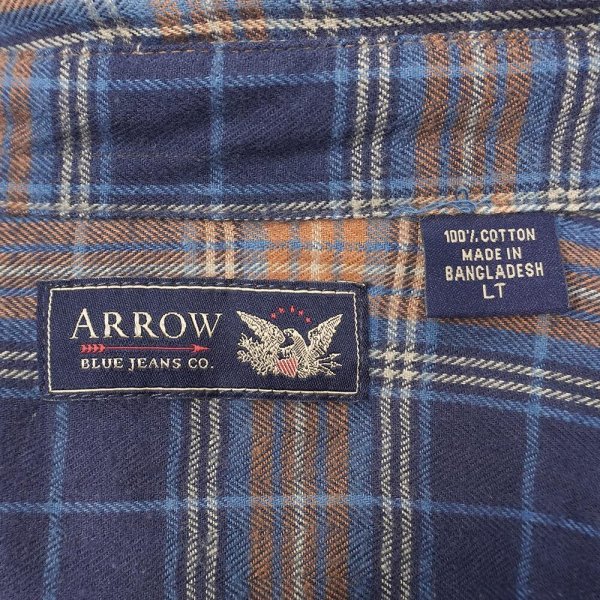 ARROW
BLUE JEANS CO.
100% COTTON
MADE IN
BANGLADESH
LT